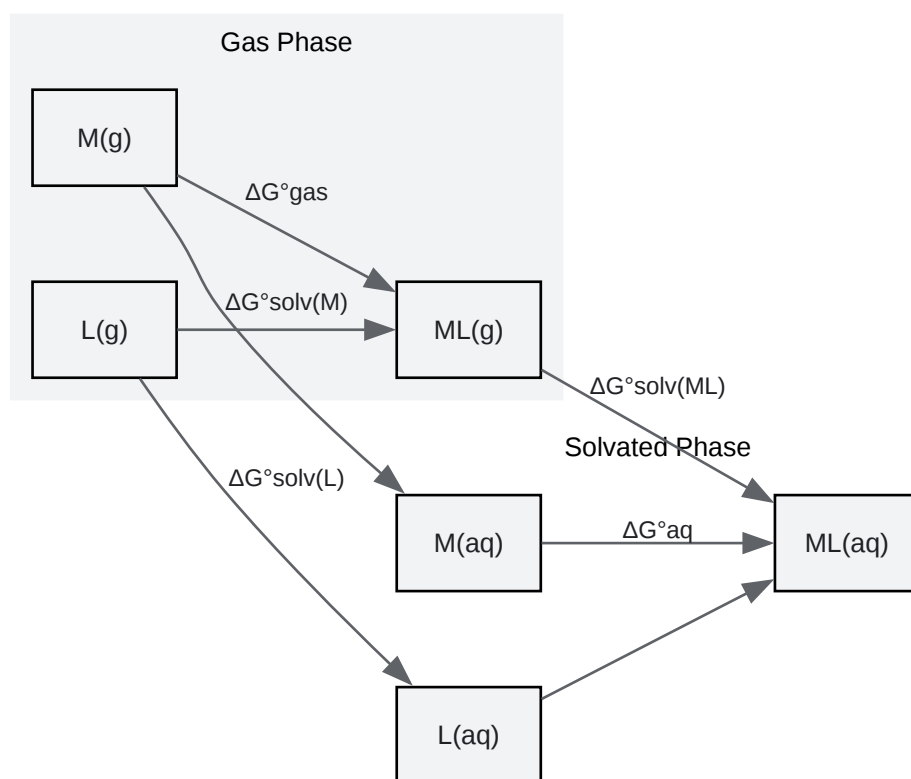 Gas Phase
M(g)
ΔG°gas
L(g)
ΔG°solv(M)
ML(g)
ΔG°solv(ML)
Solvated Phase
ΔG°solv(L)
M(aq)
ΔG°aq
ML(aq)
L(aq)